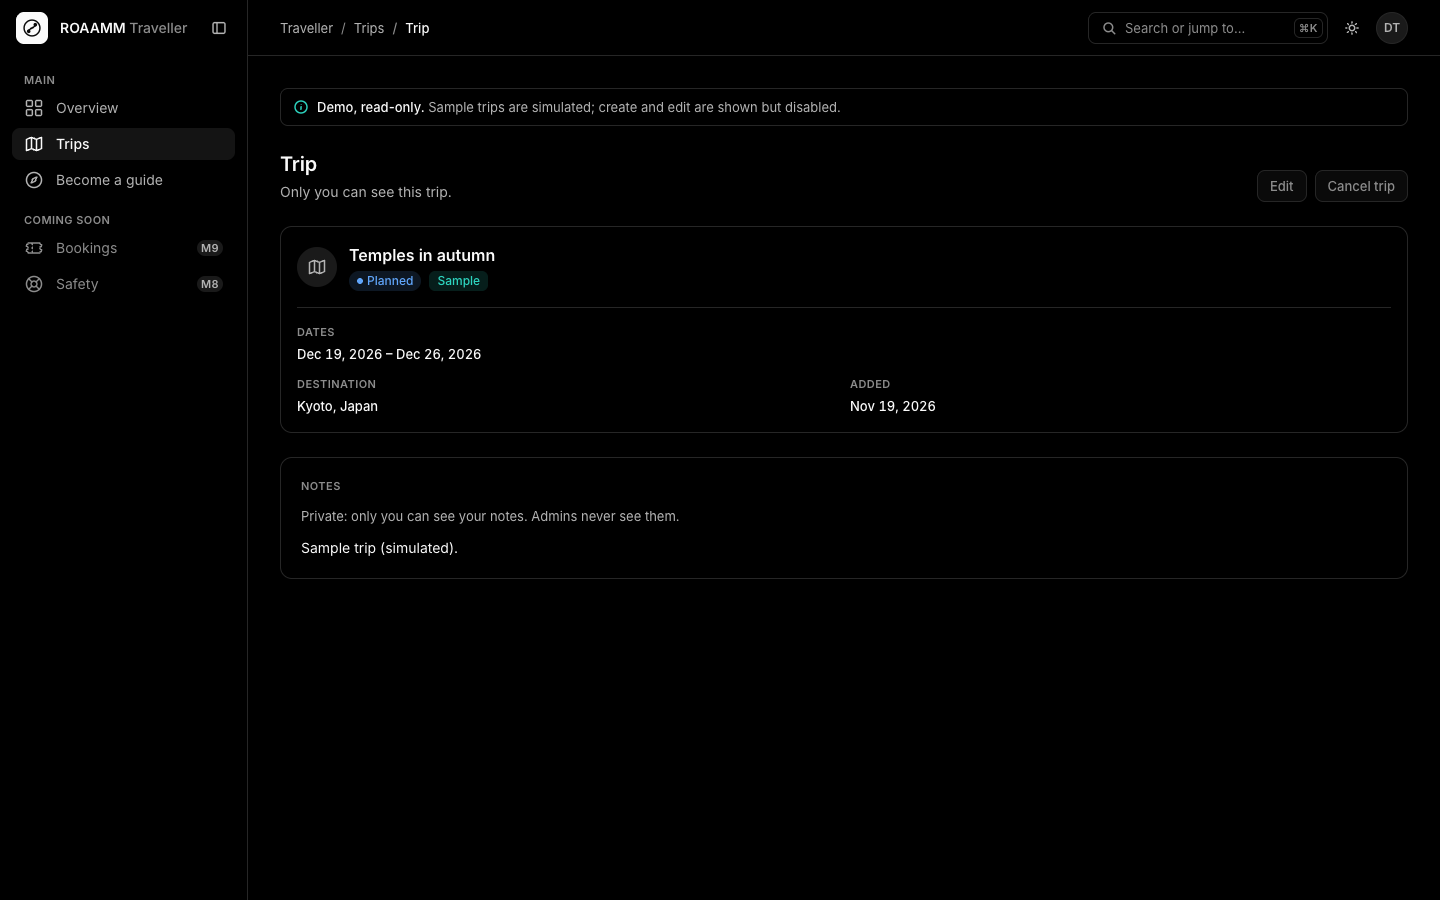 ROAAMM Traveller
MAIN
Overview
Trips
Become a guide
COMING SOON
Bookings M9
Safety M8
Traveller / Trips / Trip
Search or jump to... ⌘K
DT
Demo, read-only. Sample trips are simulated; create and edit are shown but disabled.
Trip
Only you can see this trip.
Edit
Cancel trip
Temples in autumn
Planned
Sample
DATES
Dec 19, 2026 – Dec 26, 2026
DESTINATION
Kyoto, Japan
ADDED
Nov 19, 2026
NOTES
Private: only you can see your notes. Admins never see them.
Sample trip (simulated).